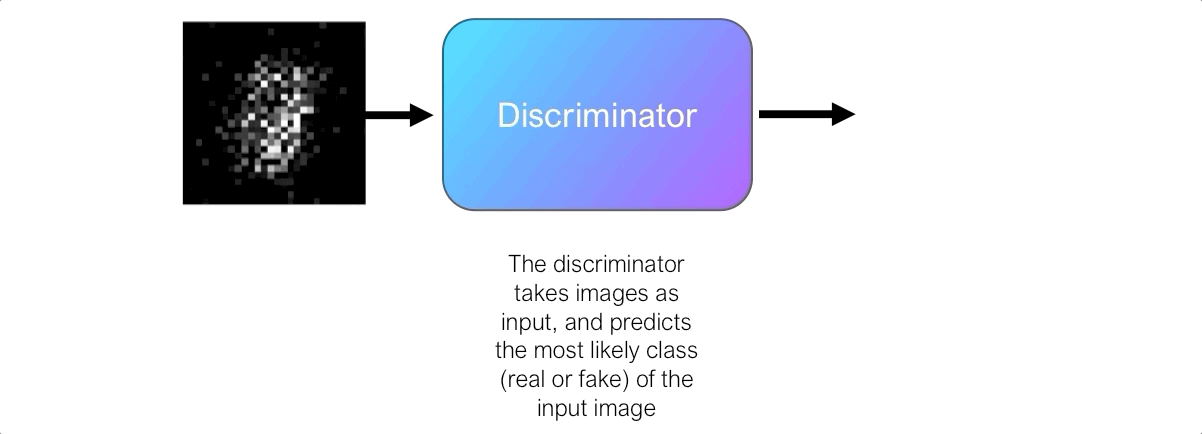 Discriminator
The discriminator
takes images as
input, and predicts
the most likely class
(real or fake) of the
input image